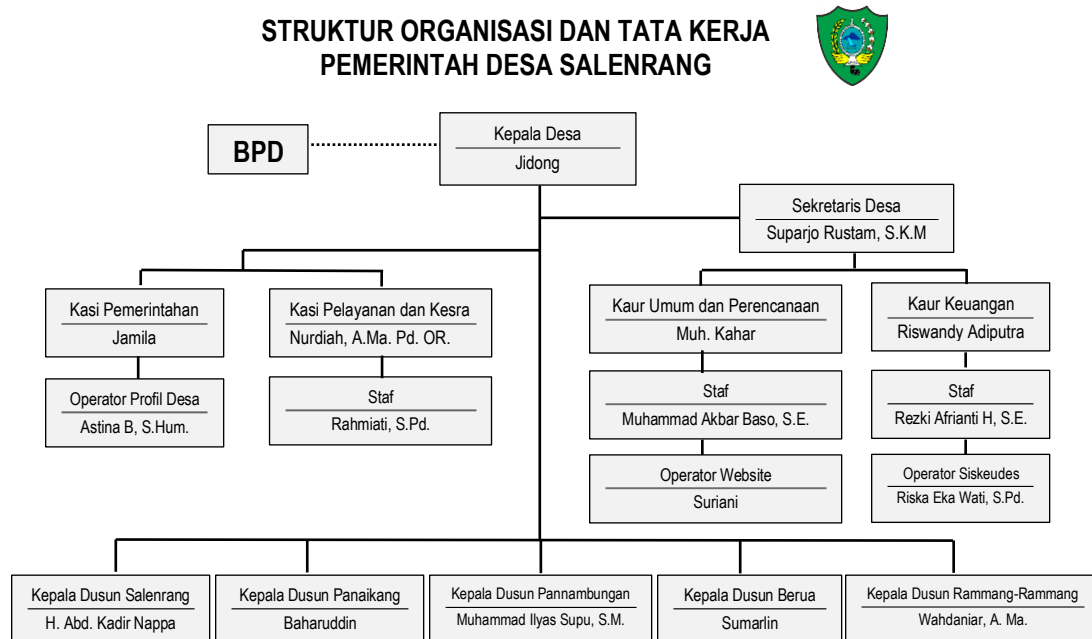 STRUKTUR ORGANISASI DAN TATA KERJA
PEMERINTAH DESA SALENRANG
BPD
Kepala Desa
Jidong
Sekretaris Desa
Suparjo Rustam, S.K.M
Kasi Pemerintahan
Jamila
Kasi Pelayanan dan Kesra
Nurdiah, A.Ma. Pd. OR.
Kaur Umum dan Perencanaan
Muh. Kahar
Kaur Keuangan
Riswandy Adiputra
Operator Profil Desa
Astina B, S.Hum.
Staf
Rahmiati, S.Pd.
Staf
Muhammad Akbar Baso, S.E.
Staf
Rezki Afrianti H, S.E.
Operator Website
Suriani
Operator Siskeudes
Riska Eka Wati, S.Pd.
Kepala Dusun Salenrang
H. Abd. Kadir Nappa
Kepala Dusun Panaikang
Baharuddin
Kepala Dusun Pannambungan
Muhammad Ilyas Supu, S.M.
Kepala Dusun Berua
Sumarlin
Kepala Dusun Rammang-Rammang
Wahdaniar, A. Ma.